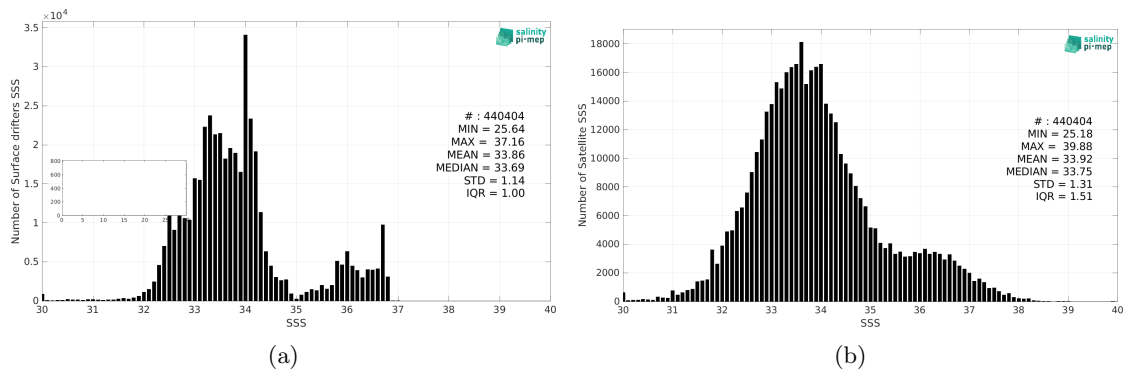 ×10⁴
3.5
3
2.5
2
1.5
1
0.5
0
Number of Surface drifters SSS
800
600
400
200
0
0 5 10 15 20 25
salinity
pi-mep
# : 440404
MIN = 25.64
MAX = 37.16
MEAN = 33.86
MEDIAN = 33.69
STD = 1.14
IQR = 1.00
30 31 32 33 34 35 36 37 38 39 40
SSS
(a)
18000
16000
14000
12000
10000
8000
6000
4000
2000
0
Number of Satellite SSS
salinity
pi-mep
# : 440404
MIN = 25.18
MAX = 39.88
MEAN = 33.92
MEDIAN = 33.75
STD = 1.31
IQR = 1.51
30 31 32 33 34 35 36 37 38 39 40
SSS
(b)